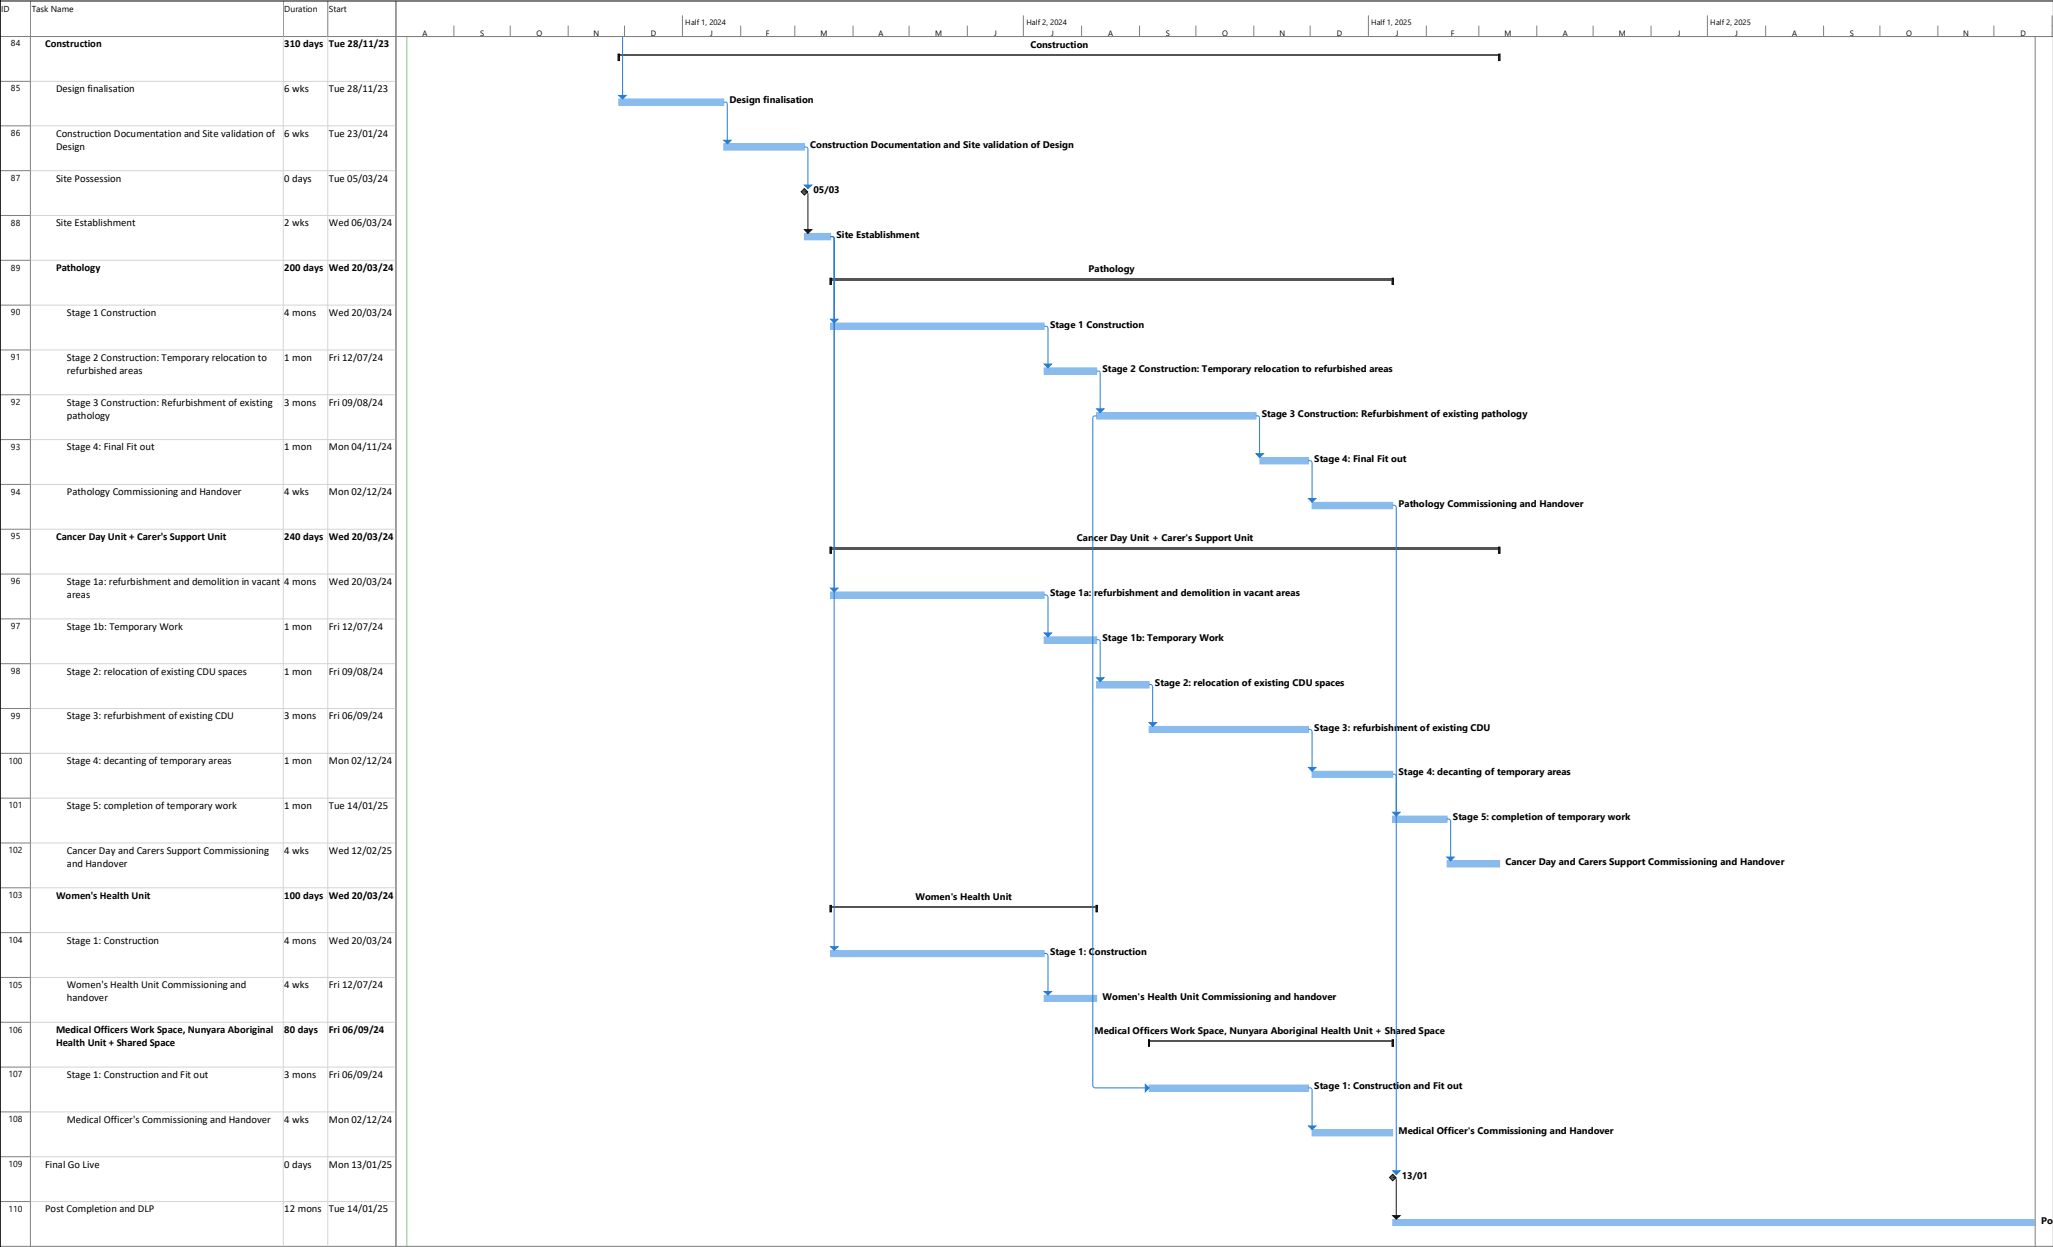 ID Task Name Duration Start
Half 1, 2024 Half 2, 2024 Half 1, 2025 Half 2, 2025
A S O N D J F M A M J J A S O N D J F M A M J J A S O N D
84 Construction 310 days Tue 28/11/23 Construction
85 Design finalisation 6 wks Tue 28/11/23 Design finalisation
86 Construction Documentation and Site validation of 6 wks Tue 23/01/24 Construction Documentation and Site validation of Design
Design
87 Site Possession 0 days Tue 05/03/24 05/03
88 Site Establishment 2 wks Wed 06/03/24 Site Establishment
89 Pathology 200 days Wed 20/03/24 Pathology
90 Stage 1 Construction 4 mons Wed 20/03/24 Stage 1 Construction
91 Stage 2 Construction: Temporary relocation to 1 mon Fri 12/07/24 Stage 2 Construction: Temporary relocation to refurbished areas
refurbished areas
92 Stage 3 Construction: Refurbishment of existing 3 mons Fri 09/08/24 Stage 3 Construction: Refurbishment of existing pathology
pathology
93 Stage 4: Final Fit out 1 mon Mon 04/11/24 Stage 4: Final Fit out
94 Pathology Commissioning and Handover 4 wks Mon 02/12/24 Pathology Commissioning and Handover
95 Cancer Day Unit + Carer's Support Unit 240 days Wed 20/03/24 Cancer Day Unit + Carer's Support Unit
96 Stage 1a: refurbishment and demolition in vacant 4 mons Wed 20/03/24 Stage 1a: refurbishment and demolition in vacant areas
areas
97 Stage 1b: Temporary Work 1 mon Fri 12/07/24 Stage 1b: Temporary Work
98 Stage 2: relocation of existing CDU spaces 1 mon Fri 09/08/24 Stage 2: relocation of existing CDU spaces
99 Stage 3: refurbishment of existing CDU 3 mons Fri 06/09/24 Stage 3: refurbishment of existing CDU
100 Stage 4: decanting of temporary areas 1 mon Mon 02/12/24 Stage 4: decanting of temporary areas
101 Stage 5: completion of temporary work 1 mon Tue 14/01/25 Stage 5: completion of temporary work
102 Cancer Day and Carers Support Commissioning 4 wks Wed 12/02/25 Cancer Day and Carers Support Commissioning and Handover
and Handover
103 Women's Health Unit 100 days Wed 20/03/24 Women's Health Unit
104 Stage 1: Construction 4 mons Wed 20/03/24 Stage 1: Construction
105 Women's Health Unit Commissioning and 4 wks Fri 12/07/24 Women's Health Unit Commissioning and handover
handover
106 Medical Officers Work Space, Nunyara Aboriginal 80 days Fri 06/09/24 Medical Officers Work Space, Nunyara Aboriginal Health Unit + Shared Space
Health Unit + Shared Space
107 Stage 1: Construction and Fit out 3 mons Fri 06/09/24 Stage 1: Construction and Fit out
108 Medical Officer's Commissioning and Handover 4 wks Mon 02/12/24 Medical Officer's Commissioning and Handover
109 Final Go Live 0 days Mon 13/01/25 13/01
110 Post Completion and DLP 12 mons Tue 14/01/25 Po